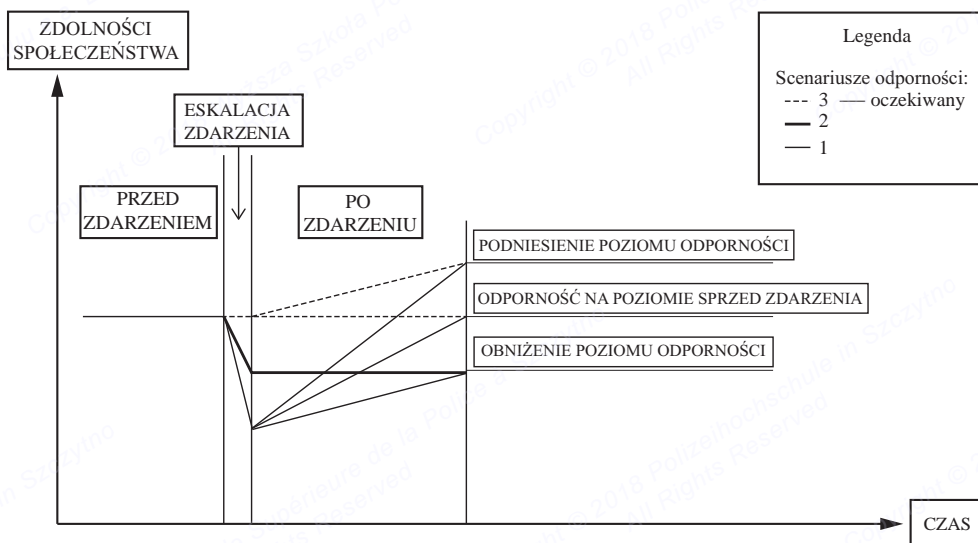 ZDOLNOŚCI
SPOŁECZEŃSTWA
Legenda
Scenariusze odporności:
3 — oczekiwany
2
1
ESKALACJA
ZDARZENIA
PRZED
ZDARZENIEM
PO
ZDARZENIU
PODNIESIENIE POZIOMU ODPORNOŚCI
ODPORNOŚĆ NA POZIOMIE SPRZED ZDARZENIA
OBNIŻENIE POZIOMU ODPORNOŚCI
CZAS